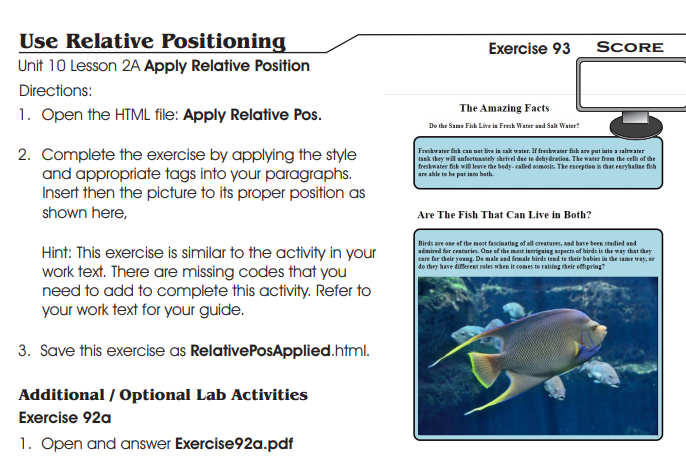 Use Relative Positioning
Exercise 93
SCORE
Unit 10 Lesson 2A Apply Relative Position
Directions:
1. Open the HTML file: Apply Relative Pos.
2. Complete the exercise by applying the style
and appropriate tags into your paragraphs.
Insert then the picture to its proper position as
shown here,
Hint: This exercise is similar to the activity in your
work text. There are missing codes that you
need to add to complete this activity. Refer to
your work text for your guide.
3. Save this exercise as RelativePosApplied.html.
Additional / Optional Lab Activities
Exercise 92a
1. Open and answer Exercise92a.pdf
The Amazing Facts
Do the Same Fish Live in Fresh Water and Salt Water?
Freshwater fish can not live in salt water. If freshwater fish are put into a saltwater
tank they will unfortunately shrivel due to dehydration. The water from the cells of the
freshwater fish will leave the body- called osmosis. The exception is that euryhaline fish
are able to be put into both.
Are The Fish That Can Live in Both?
Birds are one of the most fascinating of all creatures, and have been studied and
admired for centuries. One of the most intriguing aspects of birds is the way that they
care for their young. Do male and female birds tend to their babies in the same way, or
do they have different roles when it comes to raising their offspring?